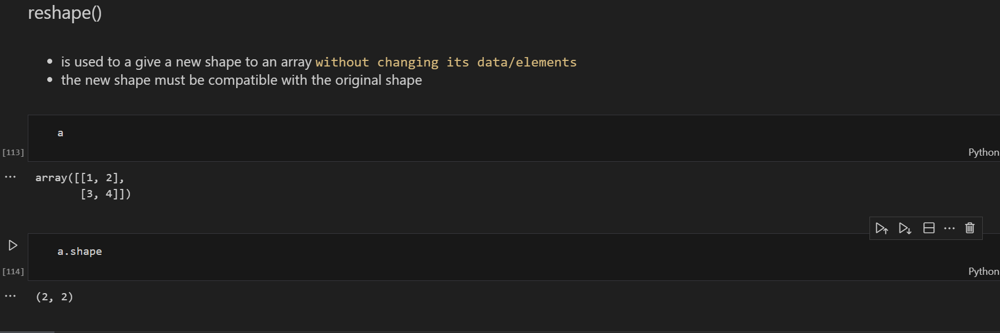 reshape()
is used to a give a new shape to an array without changing its data/elements
the new shape must be compatible with the original shape
a
[113]
Python
array([[1, 2],
[3, 4]])
a.shape
[114]
Python
(2, 2)